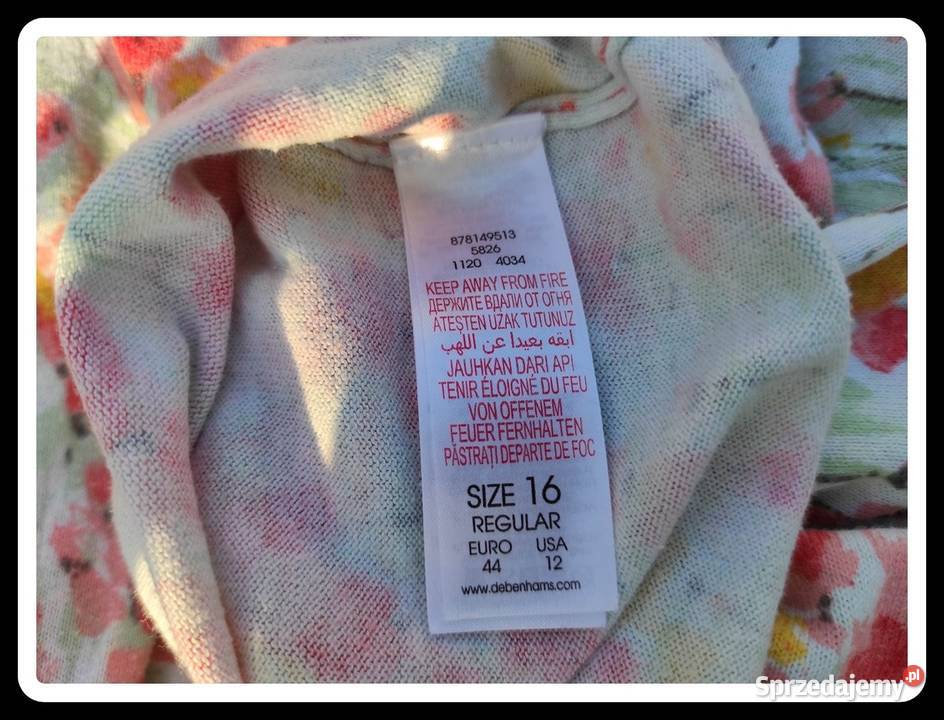 878149513
5826
1120 4034
KEEP AWAY FROM FIRE
ДЕРЖИТЕ ВДАЛИ ОТ ОГНЯ
ATEŞTEN UZAK TUTUNUZ
ابقه بعيدا عن اللهب
JAUHKAN DARI API
TENIR ÉLOIGNÉ DU FEU
VON OFFENEM
FEUER FERNHALTEN
PĂSTRAȚI DEPARTE DE FOC
SIZE 16
REGULAR
EURO USA
44 12
www.debenhams.com
Sprzedajemy.pl